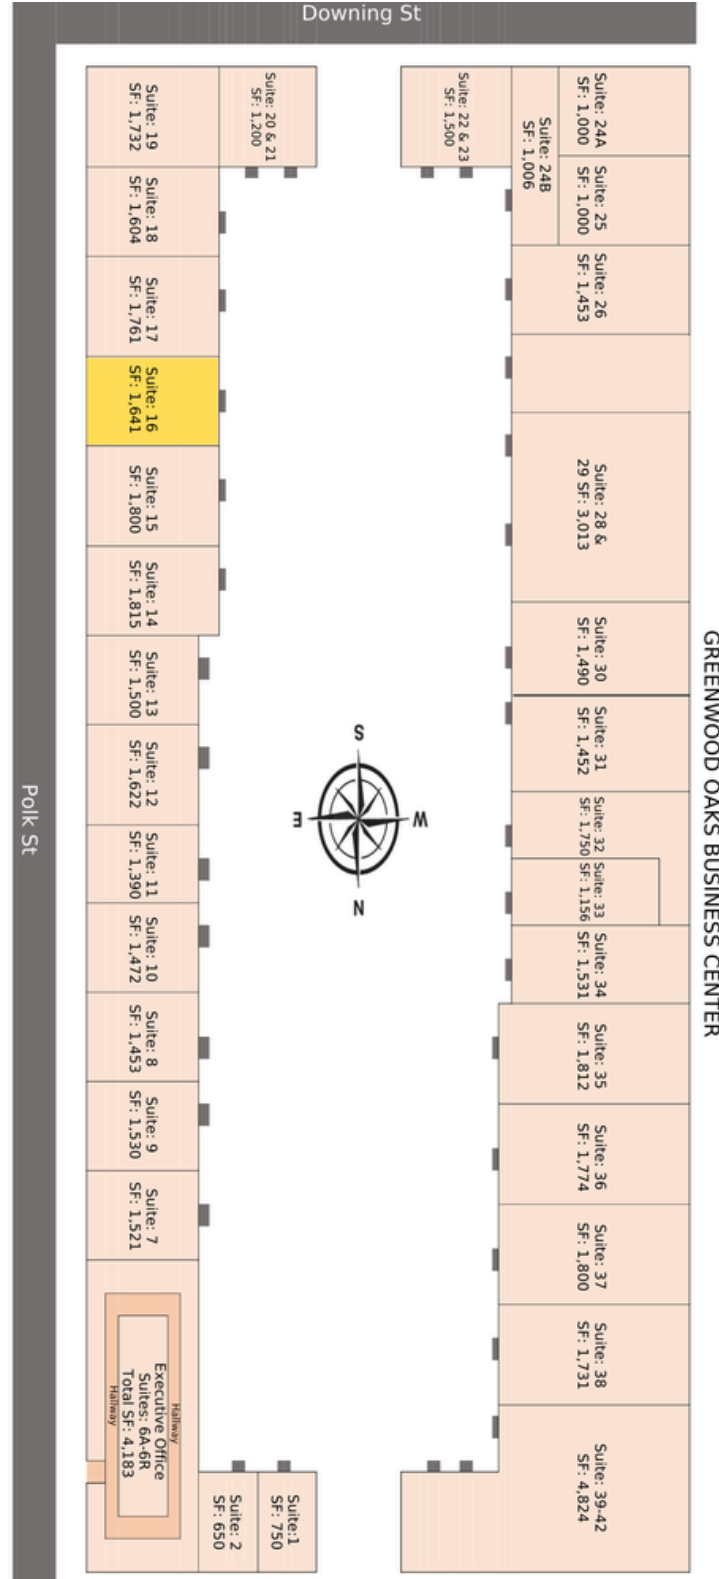 Downing St
Suite: 19
SF: 1,732
Suite: 20 & 21
SF: 1,200
Suite: 22 & 23
SF: 1,500
Suite: 24B
SF: 1,006
Suite: 24A
SF: 1,000
Suite: 25
SF: 1,000
Suite: 18
SF: 1,604
Suite: 26
SF: 1,453
Suite: 17
SF: 1,761
Suite: 16
SF: 1,641
Suite: 28 &
29 SF: 3,013
Suite: 15
SF: 1,800
Suite: 14
SF: 1,815
Suite: 30
SF: 1,490
Suite: 13
SF: 1,500
Suite: 31
SF: 1,452
Suite: 12
SF: 1,622
S
E
W
N
Polk St
GREENWOOD OAKS BUSINESS CENTER
Suite: 32
SF: 1,750
Suite: 11
SF: 1,390
Suite: 33
SF: 1,156
Suite: 10
SF: 1,472
Suite: 34
SF: 1,531
Suite: 8
SF: 1,453
Suite: 35
SF: 1,812
Suite: 9
SF: 1,530
Suite: 36
SF: 1,774
Suite: 7
SF: 1,521
Suite: 37
SF: 1,800
Suite: 38
SF: 1,731
Hallway
Executive Office
Suites: 6A-6R
Total SF: 4,183
Hallway
Suite:1
SF: 750
Suite: 2
SF: 650
Suite: 39-42
SF: 4,824